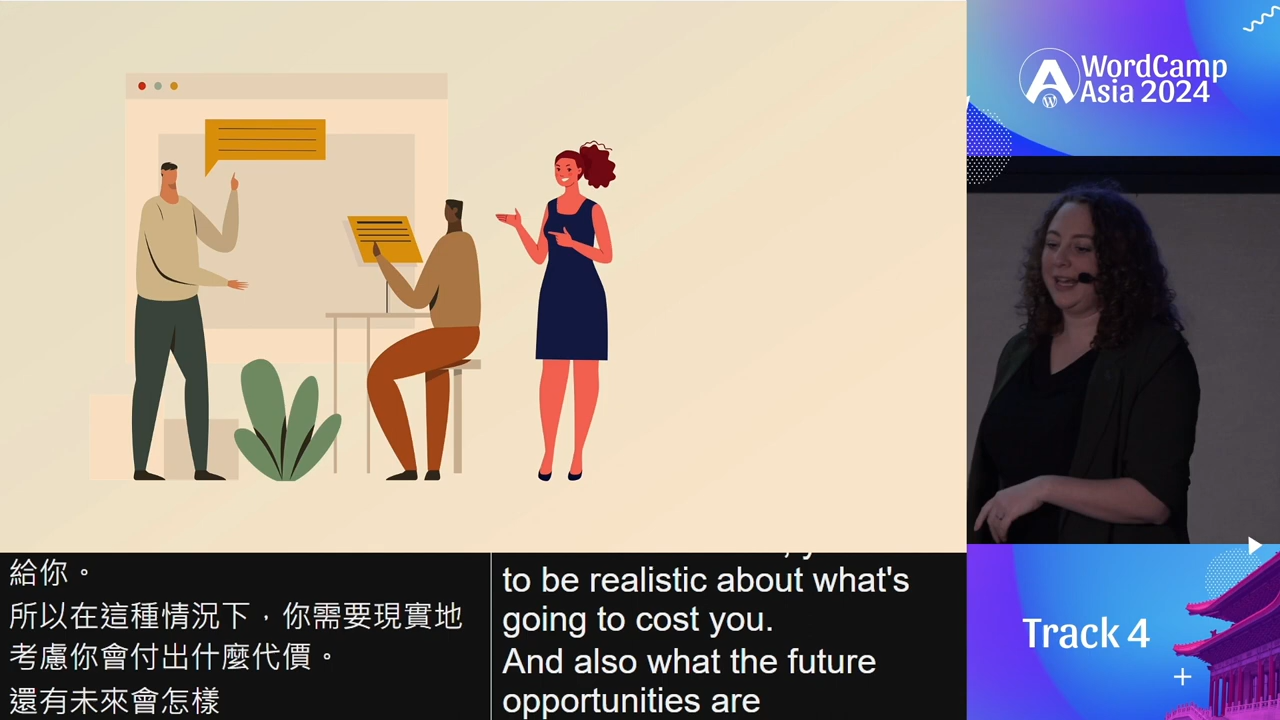 WordCamp
Asia 2024
給你。
所以在這種情況下，你需要現實地
考慮你會付出什麼代價。
還有未來會怎樣
to be realistic about what's
going to cost you.
And also what the future
opportunities are
Track 4